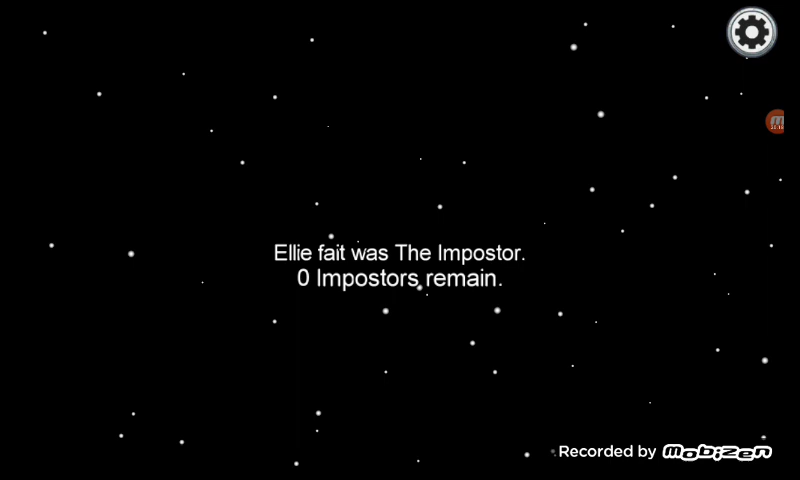 Ellie fait was The Impostor.
0 Impostors remain.
Recorded by mobizen